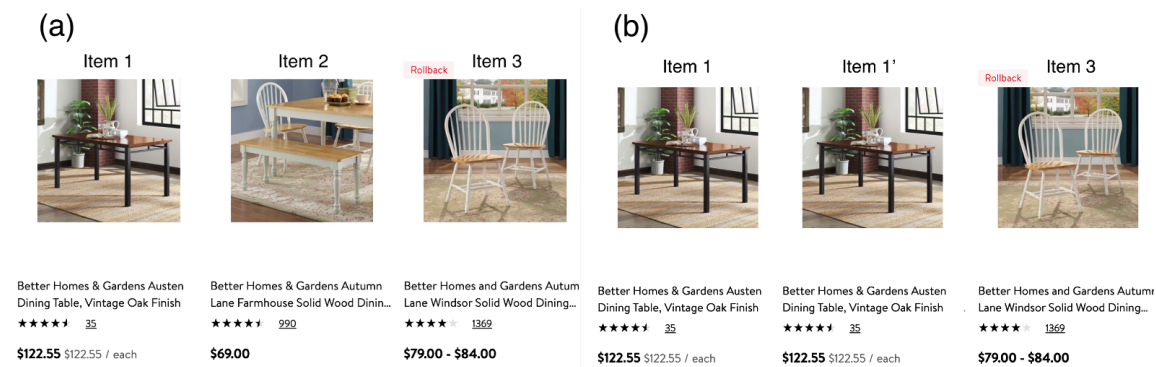 (a)
Item 1
Item 2
Rollback
Item 3
Better Homes & Gardens Austen
Dining Table, Vintage Oak Finish
35
$122.55 $122.55 / each
Better Homes & Gardens Autumn
Lane Farmhouse Solid Wood Dinin...
990
$69.00
Better Homes and Gardens Autum
Lane Windsor Solid Wood Dining...
1369
$79.00 - $84.00
(b)
Item 1
Item 1’
Rollback
Item 3
Better Homes & Gardens Austen
Dining Table, Vintage Oak Finish
35
$122.55 $122.55 / each
Better Homes & Gardens Austen
Dining Table, Vintage Oak Finish
35
$122.55 $122.55 / each
Better Homes and Gardens Autumn
Lane Windsor Solid Wood Dining...
1369
$79.00 - $84.00